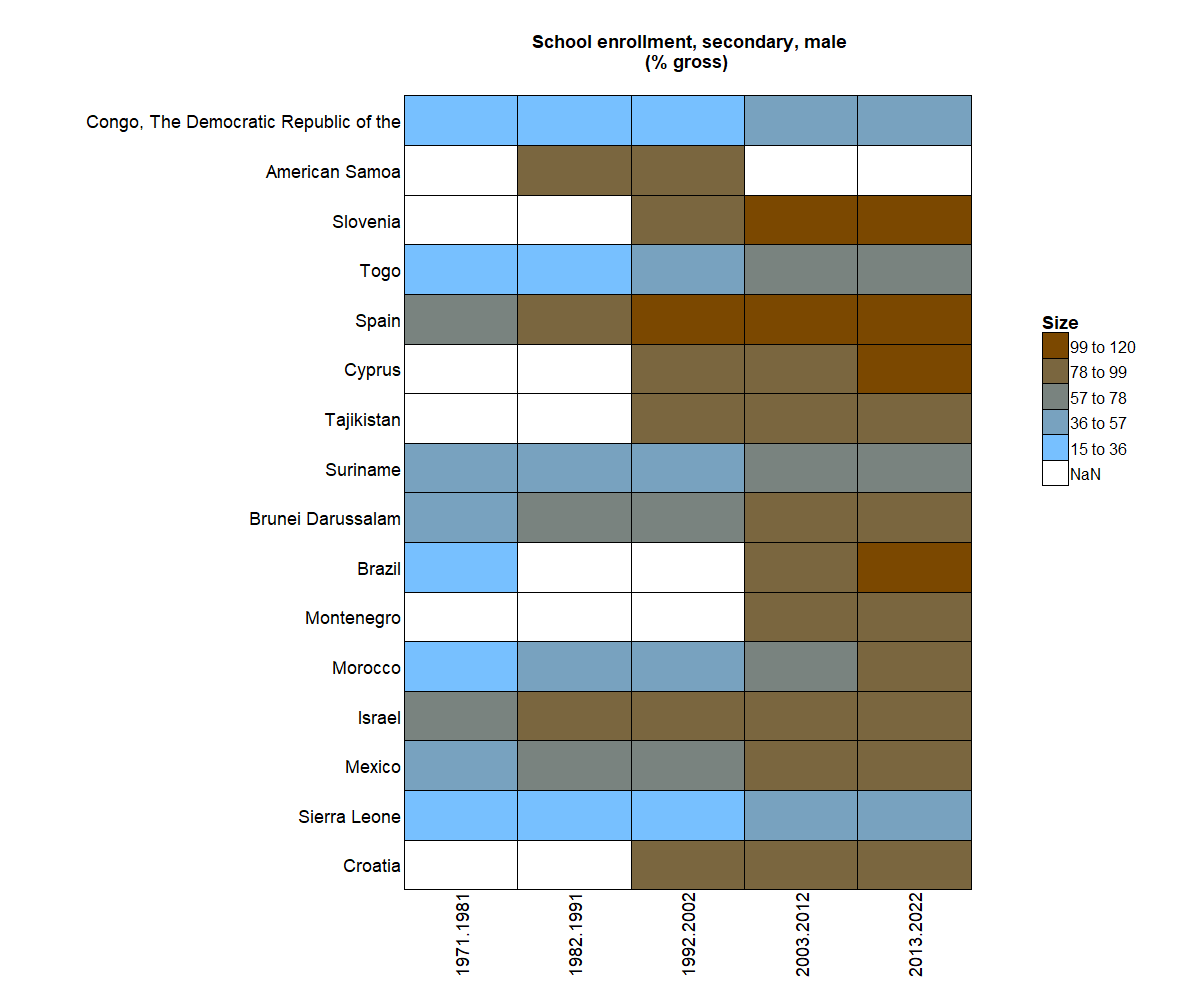 School enrollment, secondary, male
(% gross)
Congo, The Democratic Republic of the
American Samoa
Slovenia
Togo
Spain
Cyprus
Tajikistan
Suriname
Brunei Darussalam
Brazil
Montenegro
Morocco
Israel
Mexico
Sierra Leone
Croatia
1971.1981
1982.1991
1992.2002
2003.2012
2013.2022
Size
99 to 120
78 to 99
57 to 78
36 to 57
15 to 36
NaN